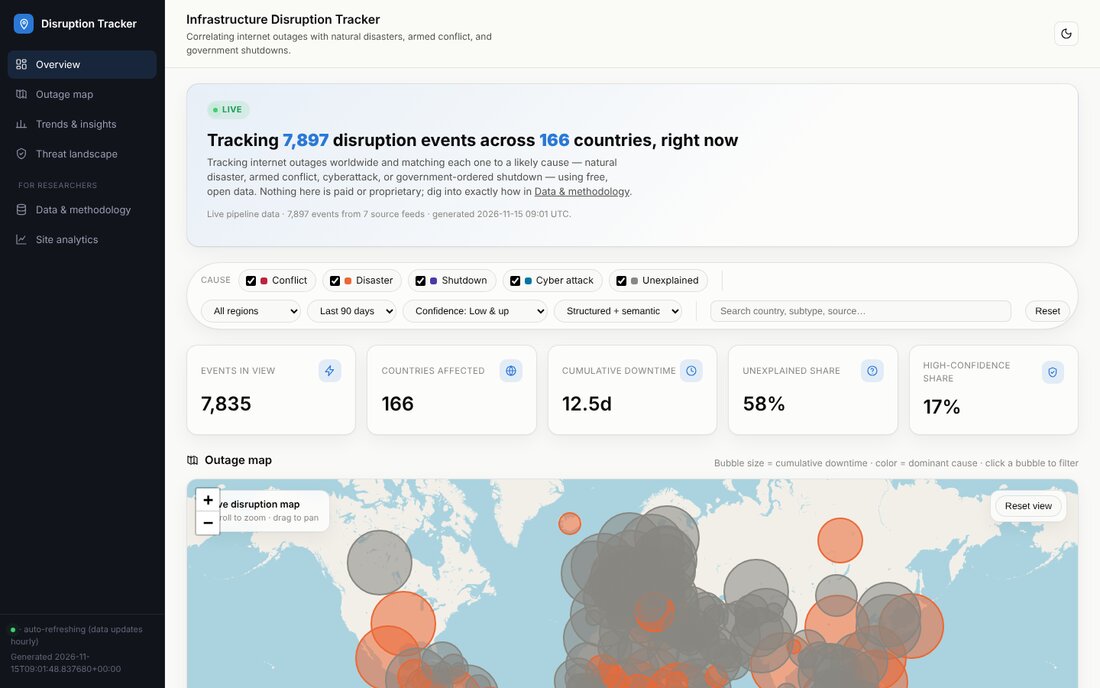 Disruption Tracker
Overview
Outage map
Trends & insights
Threat landscape
FOR RESEARCHERS
Data & methodology
Site analytics
· auto-refreshing (data updates
hourly)
Generated 2026-11-
15T09:01:48.837680+00:00
Infrastructure Disruption Tracker
Correlating internet outages with natural disasters, armed conflict, and
government shutdowns.
LIVE
Tracking 7,897 disruption events across 166 countries, right now
Tracking internet outages worldwide and matching each one to a likely cause — natural
disaster, armed conflict, cyberattack, or government-ordered shutdown — using free,
open data. Nothing here is paid or proprietary; dig into exactly how in Data & methodology.
Live pipeline data · 7,897 events from 7 source feeds · generated 2026-11-15 09:01 UTC.
CAUSE Conflict Disaster Shutdown Cyber attack Unexplained
All regions Last 90 days Confidence: Low & up Structured + semantic Search country, subtype, source… Reset
EVENTS IN VIEW
7,835
COUNTRIES AFFECTED
166
CUMULATIVE DOWNTIME
12.5d
UNEXPLAINED SHARE
58%
HIGH-CONFIDENCE
SHARE
17%
Outage map
Bubble size = cumulative downtime · color = dominant cause · click a bubble to filter
+
−
ve disruption map
roll to zoom · drag to pan
Reset view